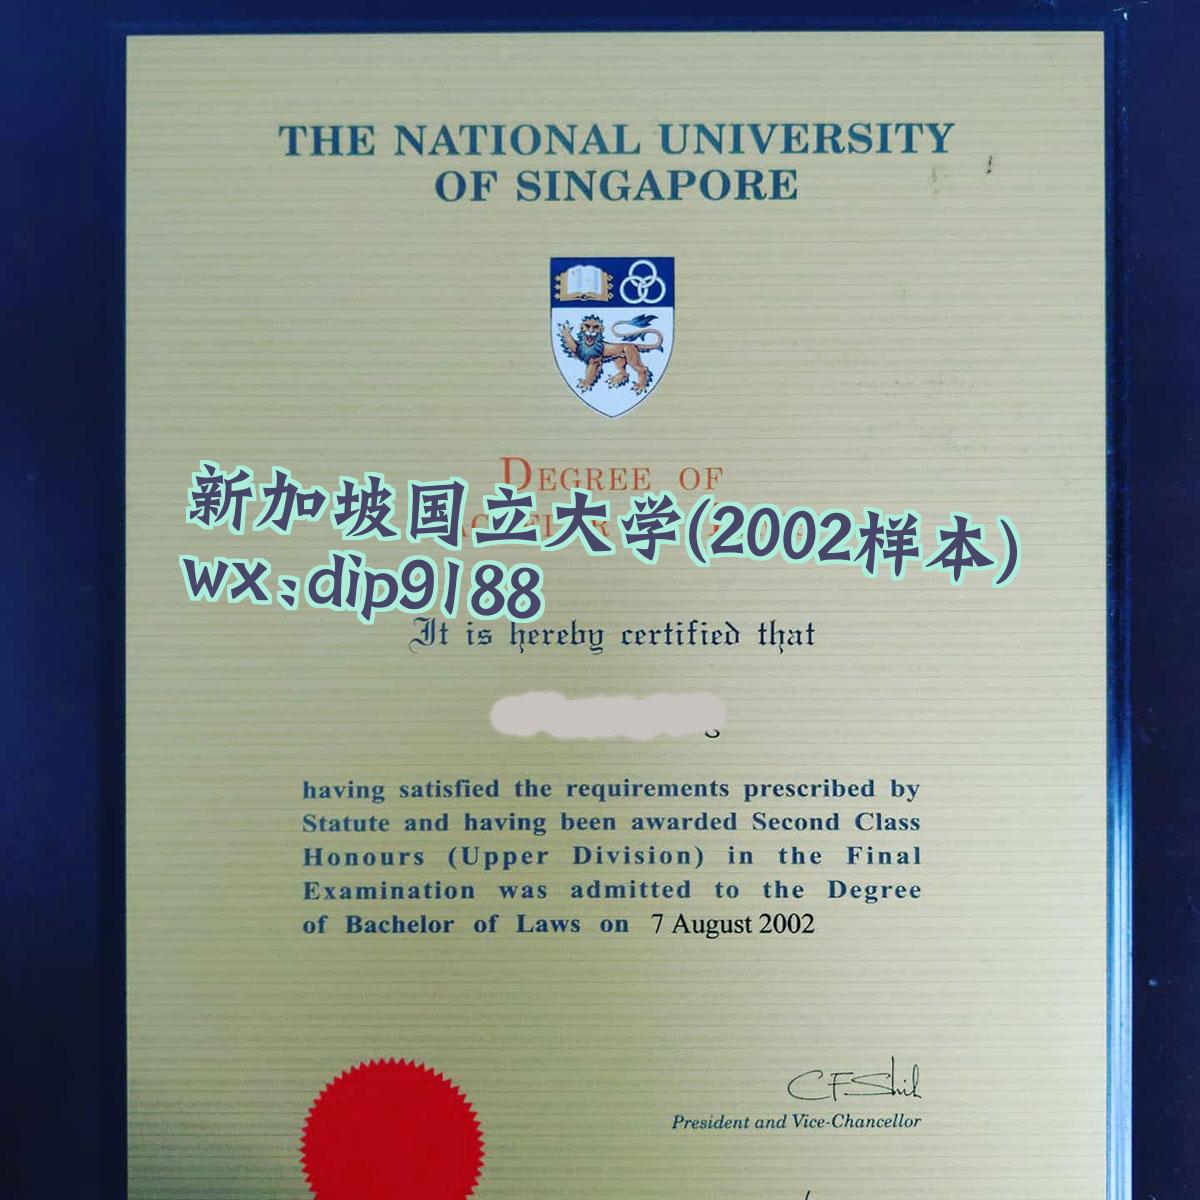 THE NATIONAL UNIVERSITY
OF SINGAPORE
DEGREE OF
新加坡国立大学(2002样本)
wx:dip9188
It is hereby certified that
having satisfied the requirements prescribed by
Statute and having been awarded Second Class
Honours (Upper Division) in the Final
Examination was admitted to the Degree
of Bachelor of Laws on 7 August 2002
CFShih
President and Vice-Chancellor